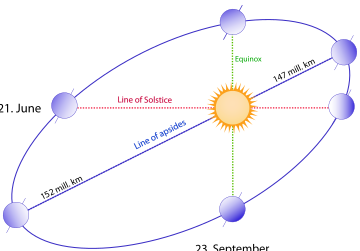 Equinox
147 mill. km
Line of Solstice
21. June
Line of apsides
152 mill. km
23. September